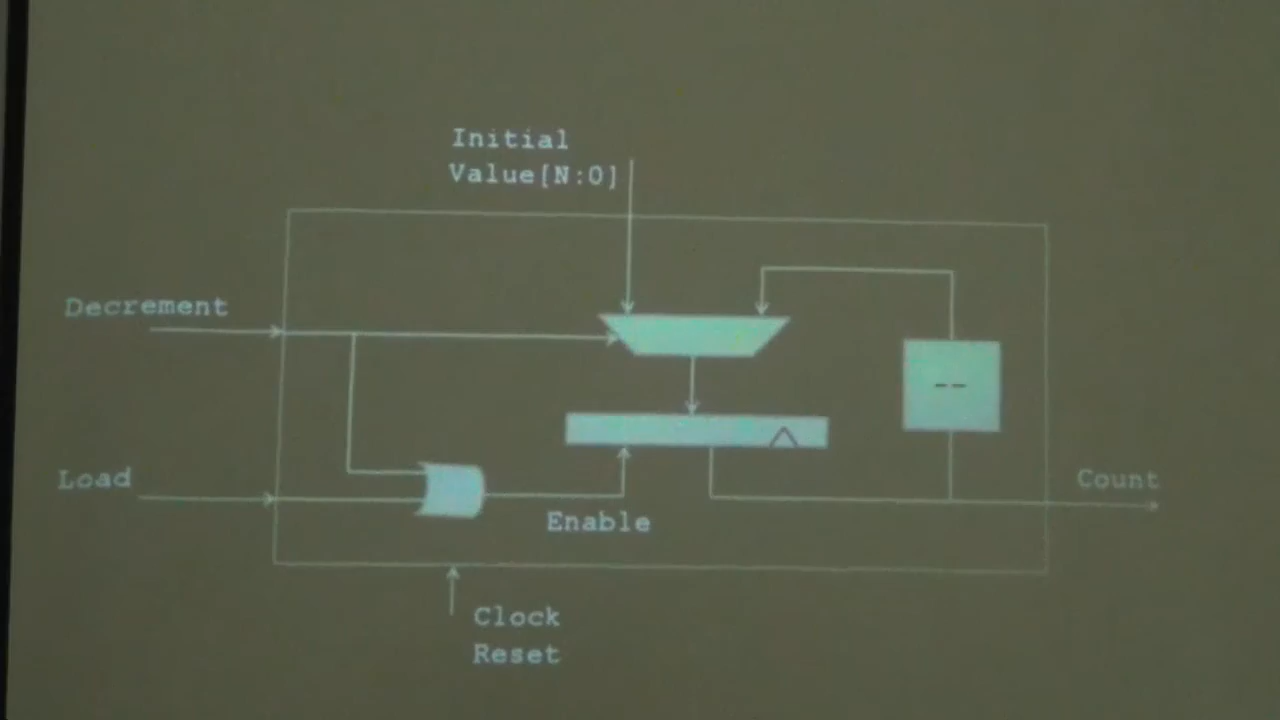 Initial
Value[N:0]
Decrement
--
Load
Count
Enable
Clock
Reset